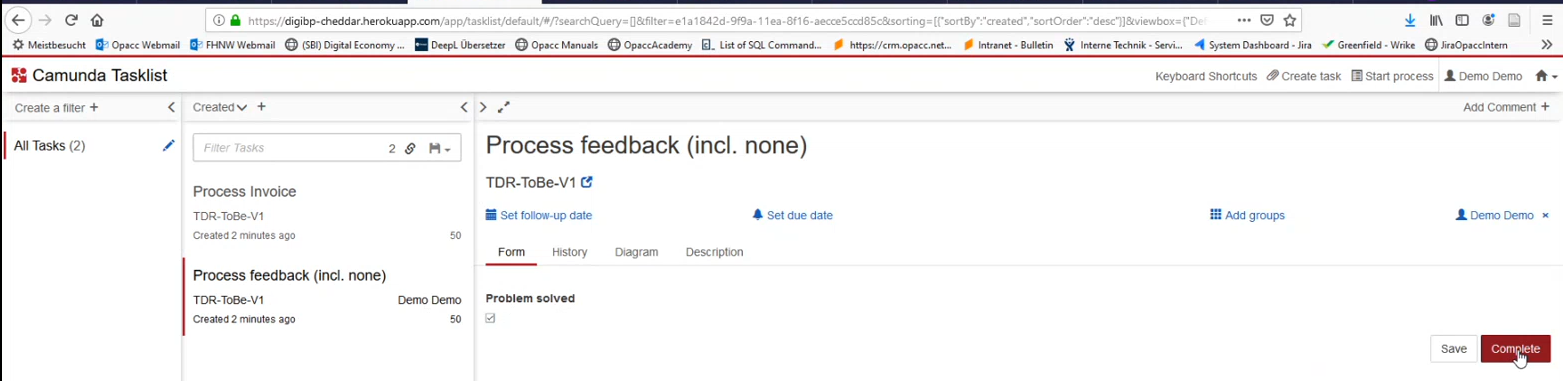 https://digibp-cheddar.herokuapp.com/app/tasklist/default/#/?searchQuery=[]&filter=e1a1842d-9f9a-11ea-8f16-aecce5ccd85c&sorting=[{"sortBy":"created","sortOrder":"desc"}]&viewbox={"Del
Meistbesucht Opacc Webmail FHNW Webmail (SBI) Digital Economy ... DeepL Übersetzer Opacc Manuals OpaccAcademy List of SQL Command... https://crm.opacc.net... Intranet - Bulletin Interne Technik - Servi... System Dashboard - Jira Greenfield - Wrike JiraOpaccIntern
Camunda Tasklist
Keyboard Shortcuts Create task Start process Demo Demo
Create a filter +
Created +
Add Comment +
All Tasks (2)
Filter Tasks 2
Process Invoice
TDR-ToBe-V1
Created 2 minutes ago 50
Process feedback (incl. none)
TDR-ToBe-V1 Demo Demo
Created 2 minutes ago 50
Process feedback (incl. none)
TDR-ToBe-V1
Set follow-up date Set due date Add groups Demo Demo ×
Form History Diagram Description
Problem solved
Save Complete